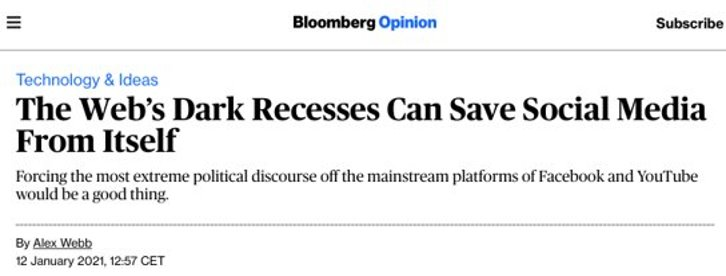 Bloomberg Opinion
Subscribe
Technology & Ideas
The Web's Dark Recesses Can Save Social Media
From Itself
Forcing the most extreme political discourse off the mainstream platforms of Facebook and YouTube
would be a good thing.
By Alex Webb
12 January 2021, 12:57 CET